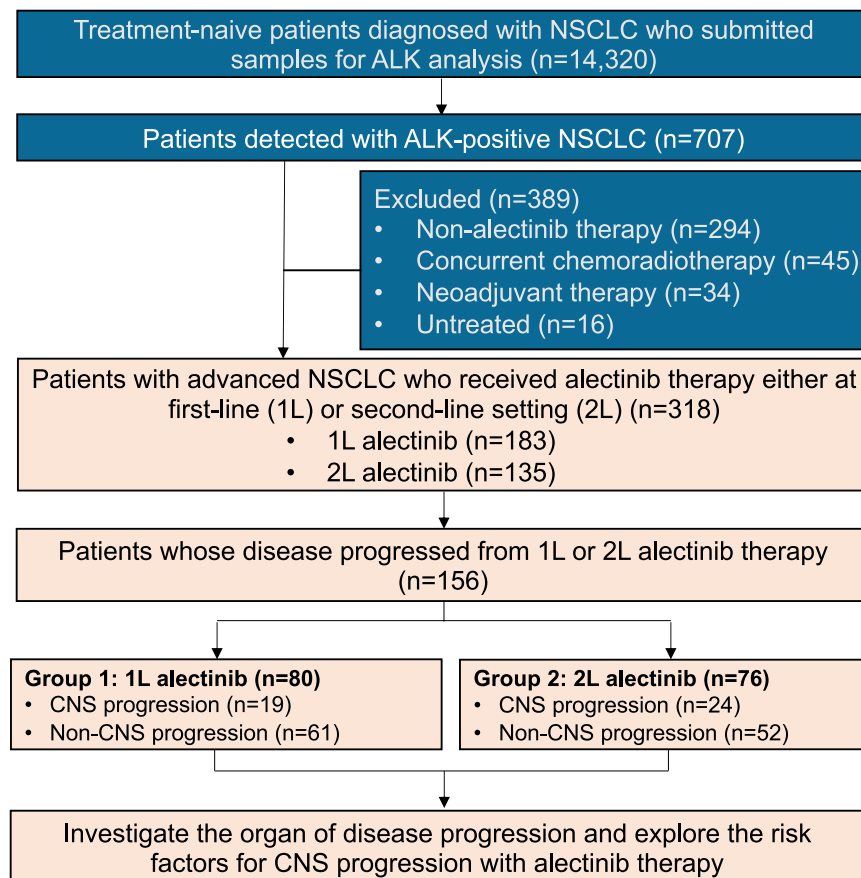 Treatment-naive patients diagnosed with NSCLC who submitted
samples for ALK analysis (n=14,320)
Patients detected with ALK-positive NSCLC (n=707)
Excluded (n=389)
• Non-alectinib therapy (n=294)
• Concurrent chemoradiotherapy (n=45)
• Neoadjuvant therapy (n=34)
• Untreated (n=16)
Patients with advanced NSCLC who received alectinib therapy either at
first-line (1L) or second-line setting (2L) (n=318)
• 1L alectinib (n=183)
• 2L alectinib (n=135)
Patients whose disease progressed from 1L or 2L alectinib therapy
(n=156)
Group 1: 1L alectinib (n=80)
• CNS progression (n=19)
• Non-CNS progression (n=61)
Group 2: 2L alectinib (n=76)
• CNS progression (n=24)
• Non-CNS progression (n=52)
Investigate the organ of disease progression and explore the risk
factors for CNS progression with alectinib therapy